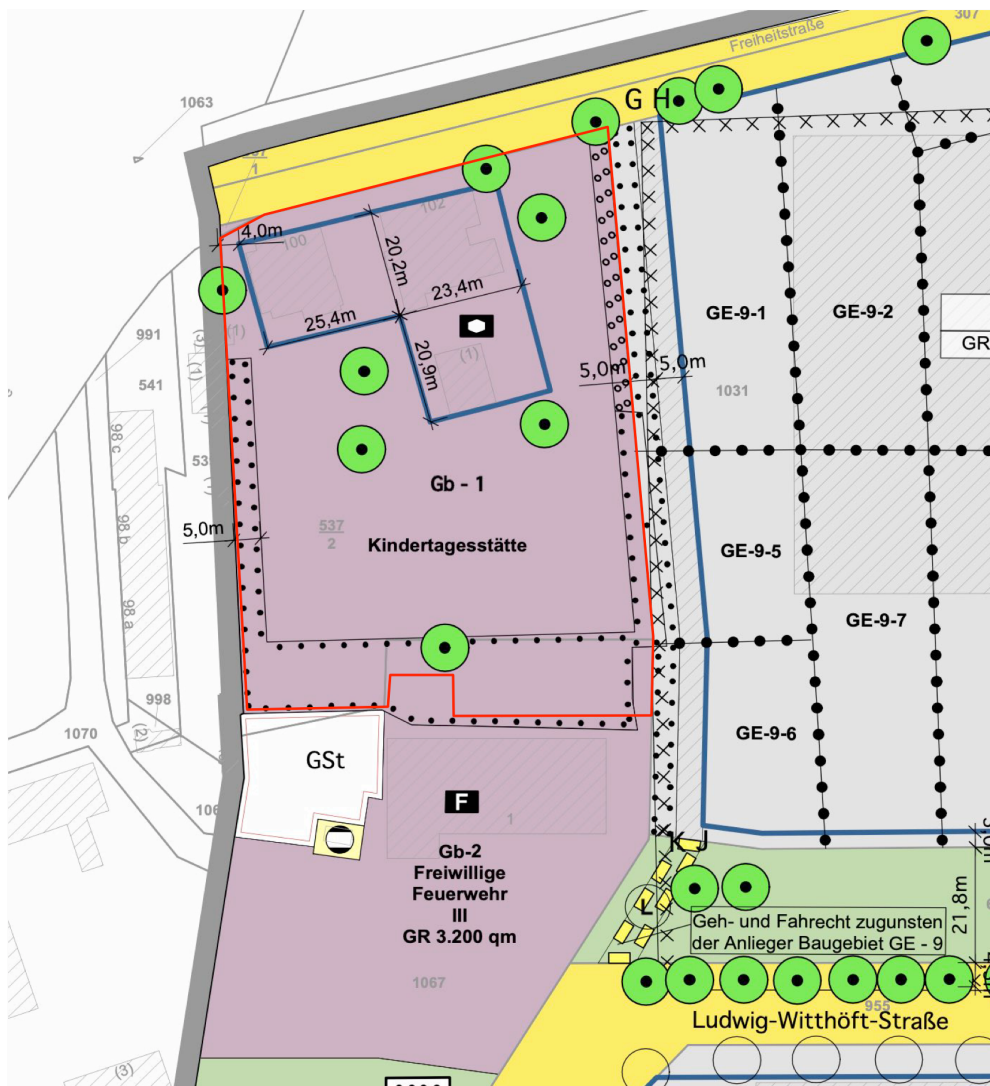 307
Freiheitstraße
1063
1
G H
102
100
4,0m
20,2m
23,4m
25,4m
(1)
20,9m
(1)
5,0m
5,0m
GE-9-1
GE-9-2
GR
1031
991
541
(3)
(1)
98 c
53
Gb - 1
537
2
Kindertagesstätte
5,0m
98 b
GE-9-5
98 a
GE-9-7
998
(2)
1070
GE-9-6
GSt
106
F
1
Gb-2
Freiwillige
Feuerwehr
III
GR 3.200 qm
K J
L
Geh- und Fahrecht zugunsten
der Anlieger Baugebiet GE - 9
21,8m
1067
955
Ludwig-Witthöft-Straße
(3)